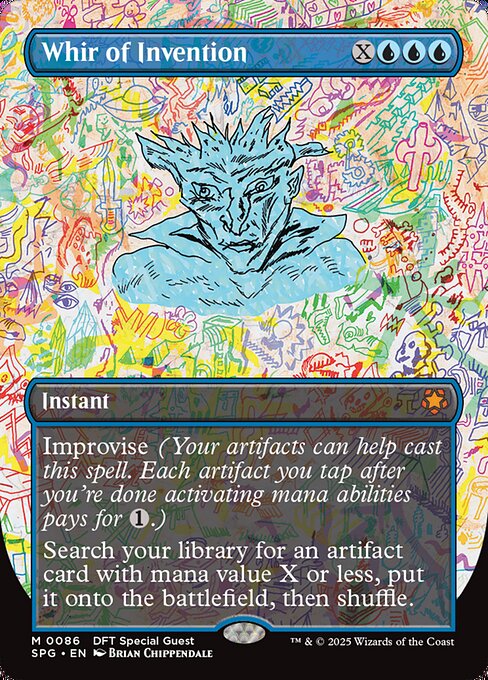 Whir of Invention X
Instant
Improvise (Your artifacts can help cast
this spell. Each artifact you tap after
you're done activating mana abilities
pays for 1.)
Search your library for an artifact
card with mana value X or less, put it
onto the battlefield, then shuffle.
M 0086 DFT Special Guest
SPG • EN Brian Chippendale
™ & © 2025 Wizards of the Coast